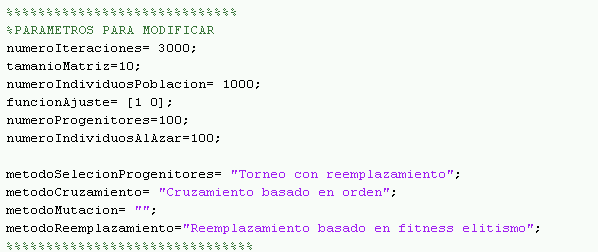 %%%%%%%%%%%%%%%%%%%%%%%%%%%%%
%PARAMETROS PARA MODIFICAR
numeroIteraciones= 3000;
tamanioMatriz=10;
numeroIndividuosPoblacion= 1000;
funcionAjuste= [1 0];
numeroProgenitores=100;
numeroIndividuosAlAzar=100;
metodoSelecionProgenitores= "Torneo con reemplazamiento";
metodoCruzamiento= "Cruzamiento basado en orden";
metodoMutacion= "";
metodoReemplazamiento="Reemplazamiento basado en fitness elitismo";
%%%%%%%%%%%%%%%%%%%%%%%%%%%%%%%